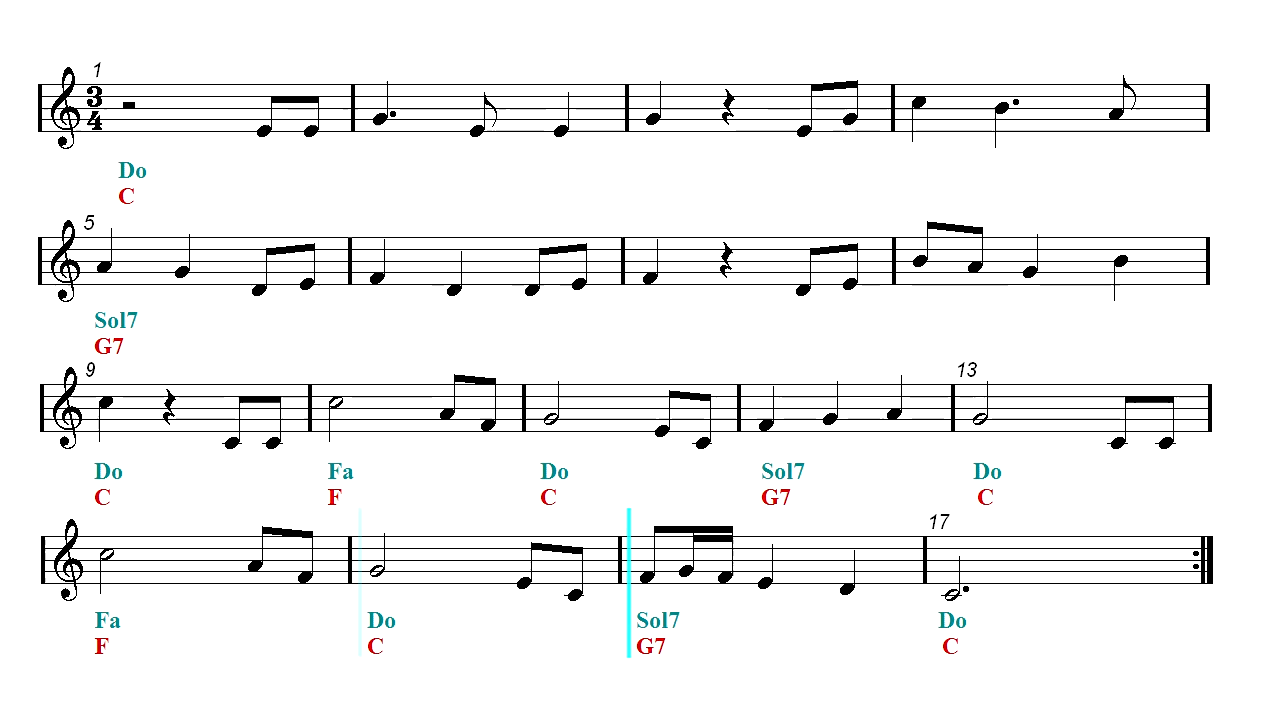 1
3
4
Do
C
5
Sol7
G7
9
13
Do Fa Do Sol7 Do
C F C G7 C
17
Fa Do Sol7 Do
F C G7 C